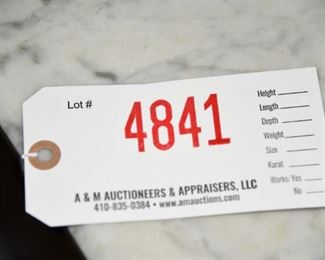 Lot #
4841
Height
Length
Depth
Weight
Size
Karat
Works: Yes
No
A & M AUCTIONEERS & APPRAISERS, LLC
410-835-0384 • www.amauctions.com